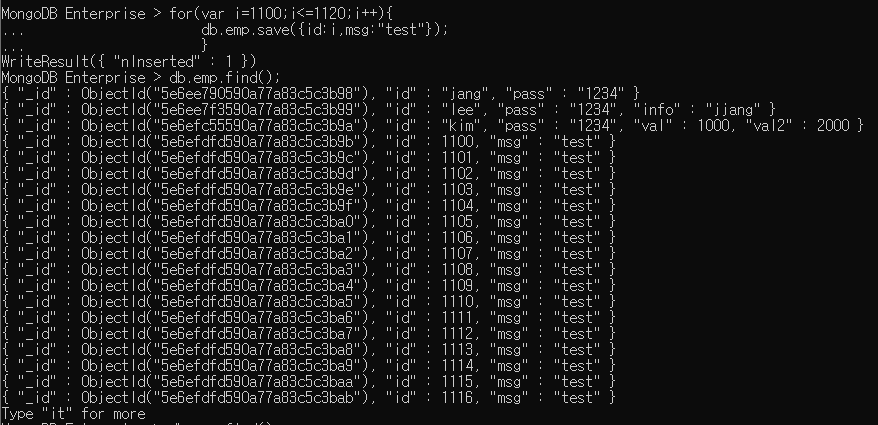 MongoDB Enterprise > for(var i=1100;i<=1120;i++){
... db.emp.save({id:i,msg:"test"});
... }
WriteResult({ "nInserted" : 1 })
MongoDB Enterprise > db.emp.find();
{ "_id" : ObjectId("5e6ee790590a77a83c5c3b98"), "id" : "jang", "pass" : "1234" }
{ "_id" : ObjectId("5e6ee7f3590a77a83c5c3b99"), "id" : "lee", "pass" : "1234", "info" : "jjang" }
{ "_id" : ObjectId("5e6efc55590a77a83c5c3b9a"), "id" : "kim", "pass" : "1234", "val" : 1000, "val2" : 2000 }
{ "_id" : ObjectId("5e6efdfd590a77a83c5c3b9b"), "id" : 1100, "msg" : "test" }
{ "_id" : ObjectId("5e6efdfd590a77a83c5c3b9c"), "id" : 1101, "msg" : "test" }
{ "_id" : ObjectId("5e6efdfd590a77a83c5c3b9d"), "id" : 1102, "msg" : "test" }
{ "_id" : ObjectId("5e6efdfd590a77a83c5c3b9e"), "id" : 1103, "msg" : "test" }
{ "_id" : ObjectId("5e6efdfd590a77a83c5c3b9f"), "id" : 1104, "msg" : "test" }
{ "_id" : ObjectId("5e6efdfd590a77a83c5c3ba0"), "id" : 1105, "msg" : "test" }
{ "_id" : ObjectId("5e6efdfd590a77a83c5c3ba1"), "id" : 1106, "msg" : "test" }
{ "_id" : ObjectId("5e6efdfd590a77a83c5c3ba2"), "id" : 1107, "msg" : "test" }
{ "_id" : ObjectId("5e6efdfd590a77a83c5c3ba3"), "id" : 1108, "msg" : "test" }
{ "_id" : ObjectId("5e6efdfd590a77a83c5c3ba4"), "id" : 1109, "msg" : "test" }
{ "_id" : ObjectId("5e6efdfd590a77a83c5c3ba5"), "id" : 1110, "msg" : "test" }
{ "_id" : ObjectId("5e6efdfd590a77a83c5c3ba6"), "id" : 1111, "msg" : "test" }
{ "_id" : ObjectId("5e6efdfd590a77a83c5c3ba7"), "id" : 1112, "msg" : "test" }
{ "_id" : ObjectId("5e6efdfd590a77a83c5c3ba8"), "id" : 1113, "msg" : "test" }
{ "_id" : ObjectId("5e6efdfd590a77a83c5c3ba9"), "id" : 1114, "msg" : "test" }
{ "_id" : ObjectId("5e6efdfd590a77a83c5c3baa"), "id" : 1115, "msg" : "test" }
{ "_id" : ObjectId("5e6efdfd590a77a83c5c3bab"), "id" : 1116, "msg" : "test" }
Type "it" for more